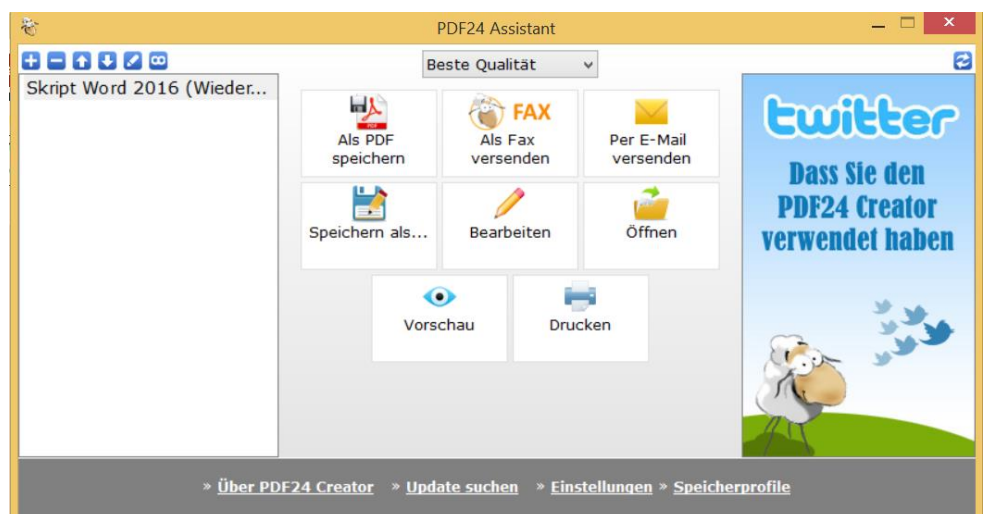 PDF24 Assistant
Beste Qualität
Skript Word 2016 (Wieder...
PDF
Als PDF
speichern
FAX
Als Fax
versenden
Per E-Mail
versenden
Speichern als...
Bearbeiten
Öffnen
Vorschau
Drucken
twitter
Dass Sie den
PDF24 Creator
verwendet haben
» Über PDF24 Creator » Update suchen » Einstellungen » Speicherprofile